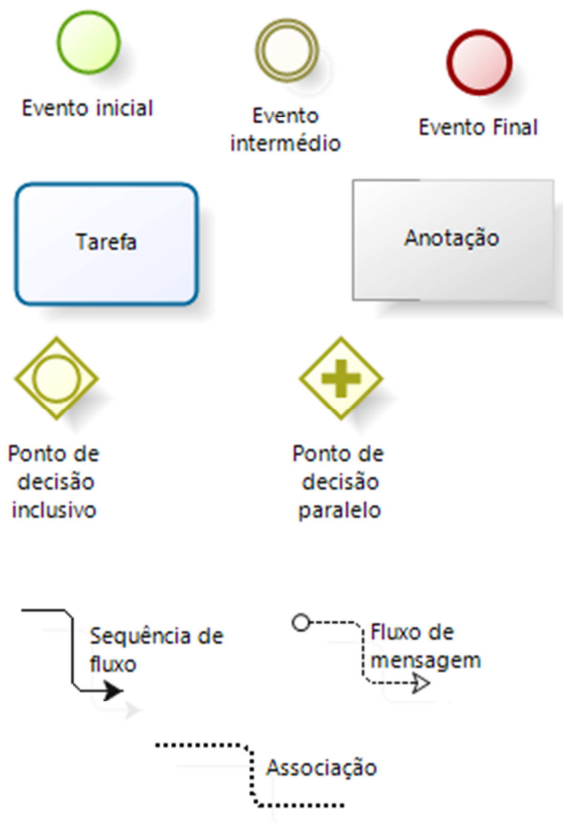 Evento inicial
Evento
intermédio
Evento Final
Tarefa
Anotação
Ponto de
decisão
inclusivo
Ponto de
decisão
paralelo
Sequência de
fluxo
Fluxo de
mensagem
Associação